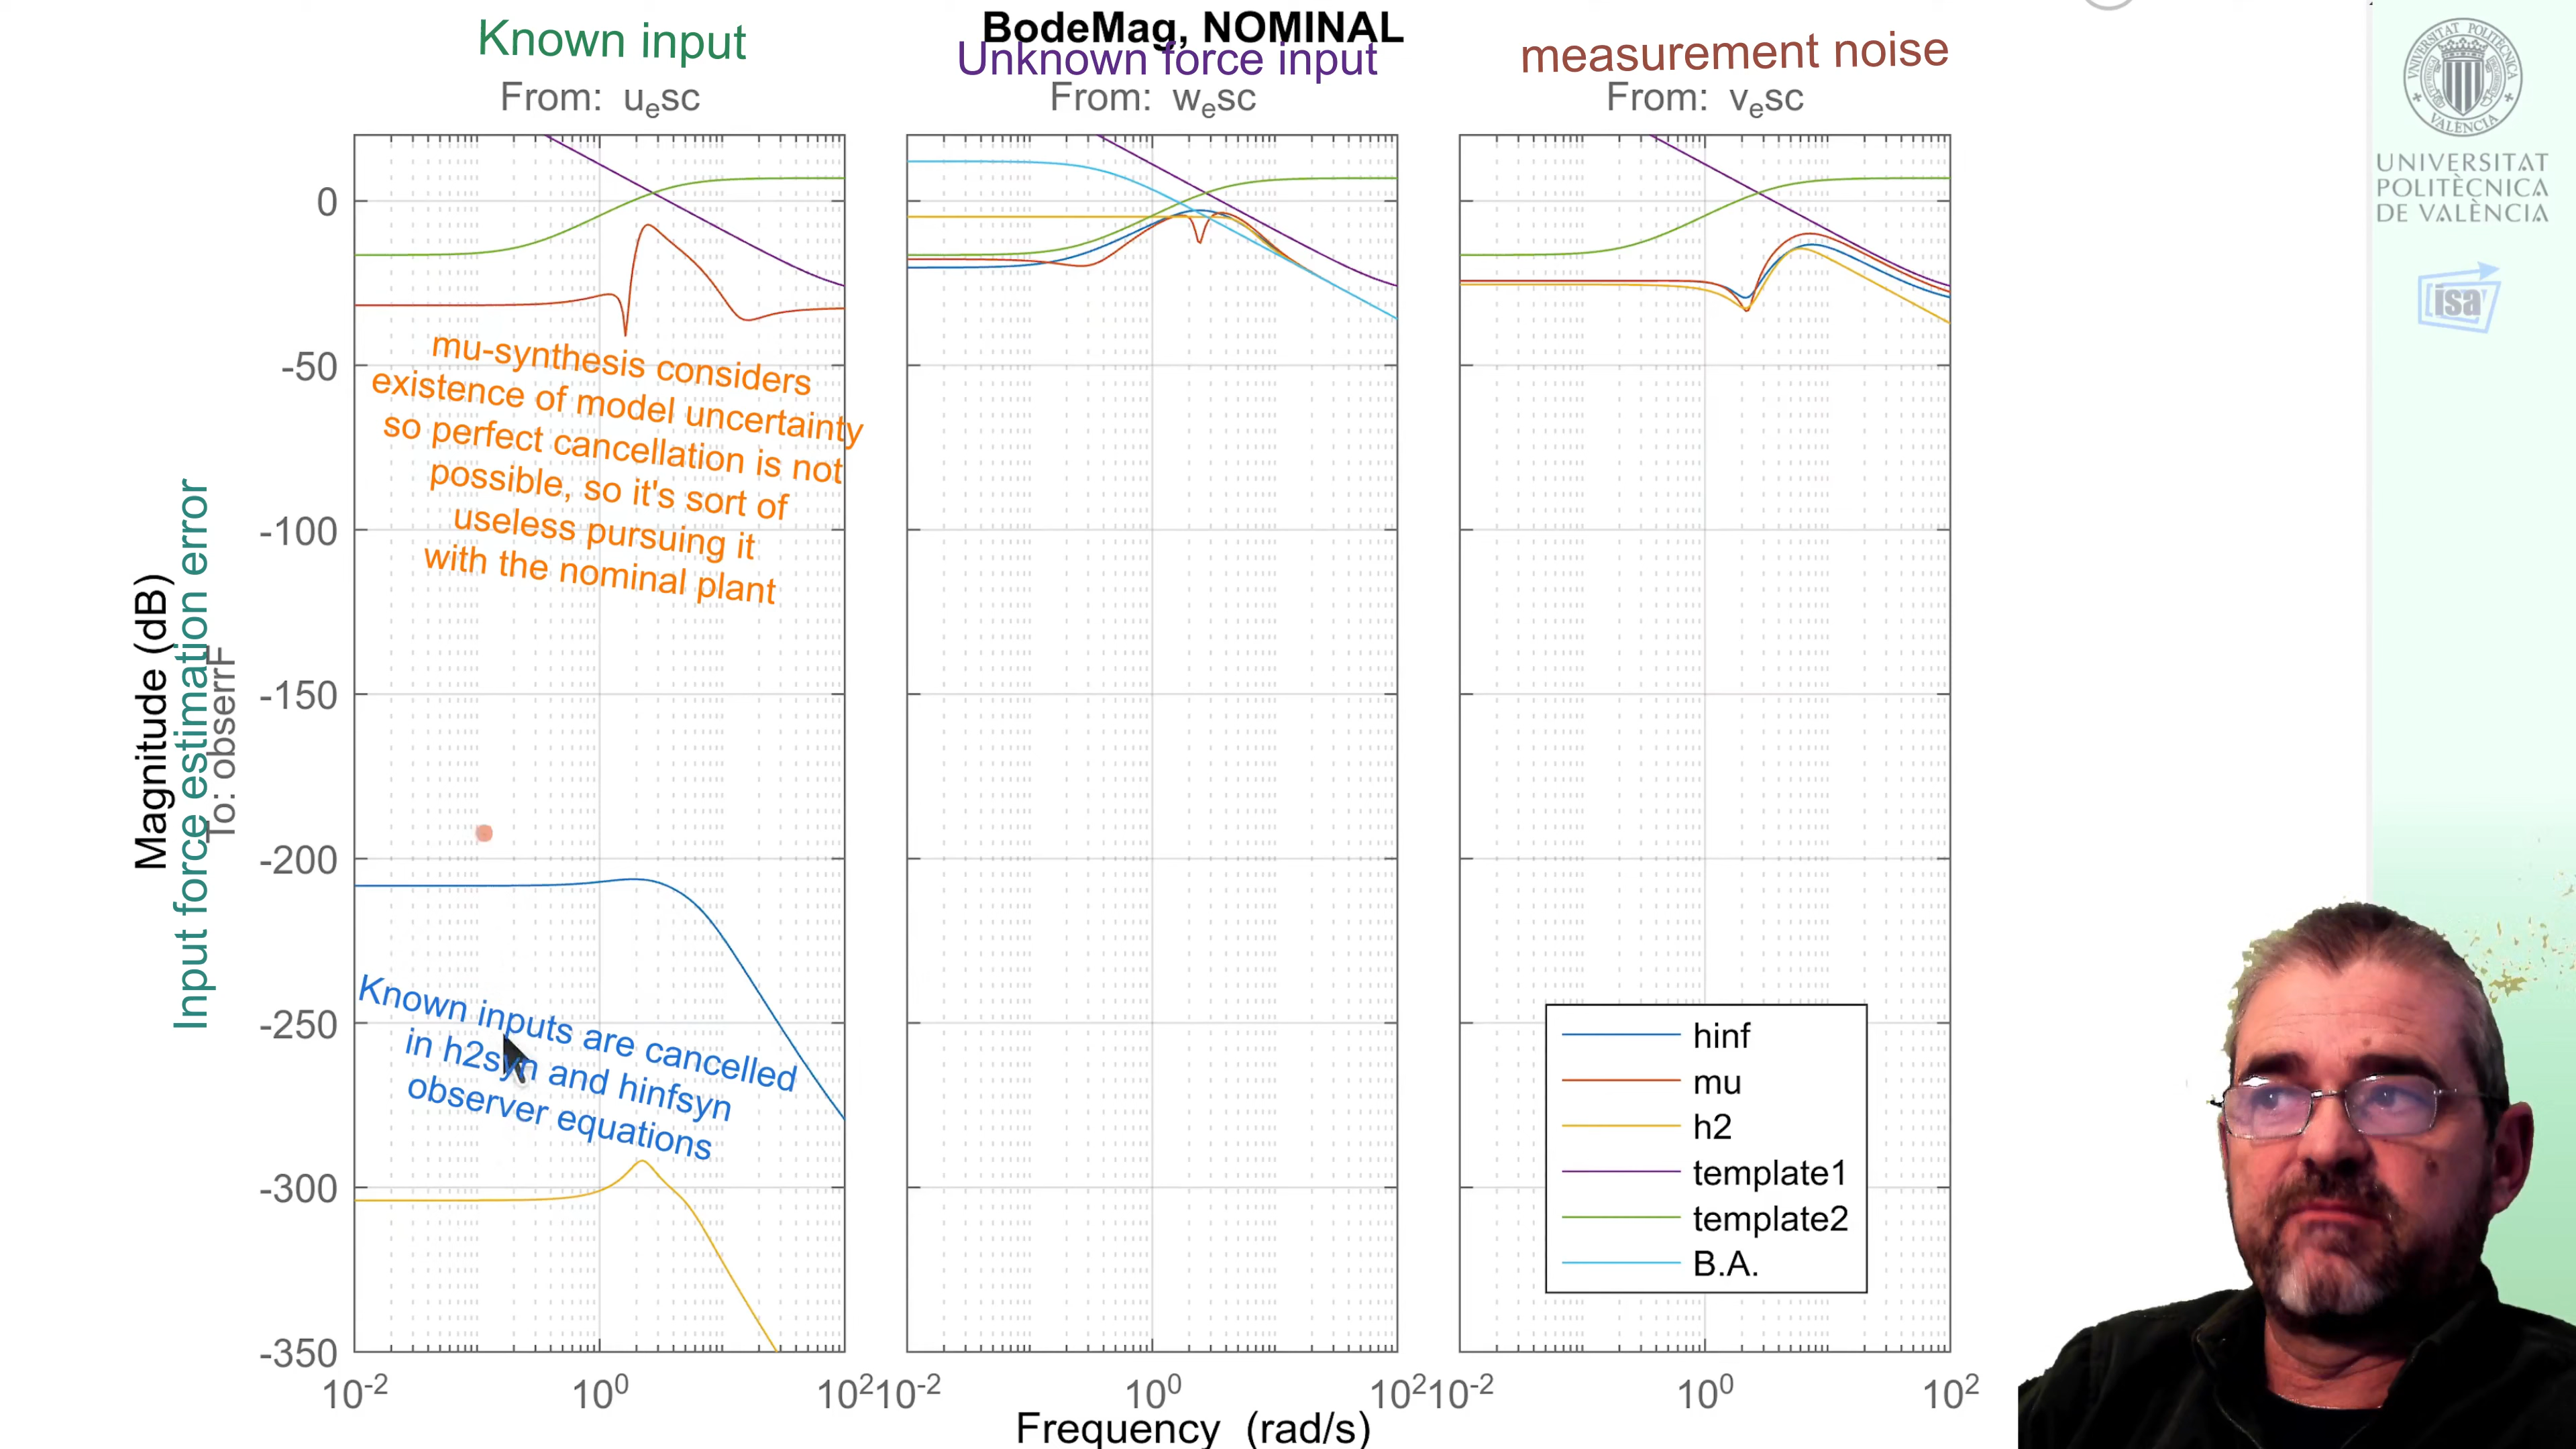 BodeMag, NOMINAL
Known input
Unknown force input
measurement noise
From: uesc
From: wesc
From: vesc
0
-50
-100
-150
-200
-250
-300
-350
Magnitude (dB)
Input force estimation error
To: obserrF
mu-synthesis considers
existence of model uncertainty
so perfect cancellation is not
possible, so it's sort of
useless pursuing it
with the nominal plant
Known inputs are cancelled
in h2syn and hinfsyn
observer equations
hinf
mu
h2
template1
template2
B.A.
10-2
100
102
10-2
100
102
10-2
100
102
Frequency (rad/s)
UNIVERSITAT POLITECNICA
VALÈNCIA
UNIVERSITAT
POLITÈCNICA
DE VALÈNCIA
isa